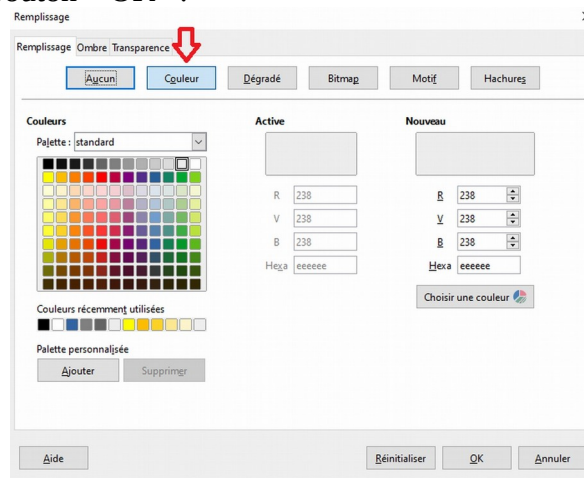 Remplissage
Remplissage Ombre Transparence
Aucun Couleur Dégradé Bitmap Motif Hachures
Couleurs Active Nouveau
Palette : standard
R 238 R 238
V 238 V 238
B 238 B 238
Hexa eeeeee Hexa eeeeee
Choisir une couleur
Couleurs récemment utilisées
Palette personnalisée
Ajouter Supprimer
Aide Réinitialiser OK Annuler